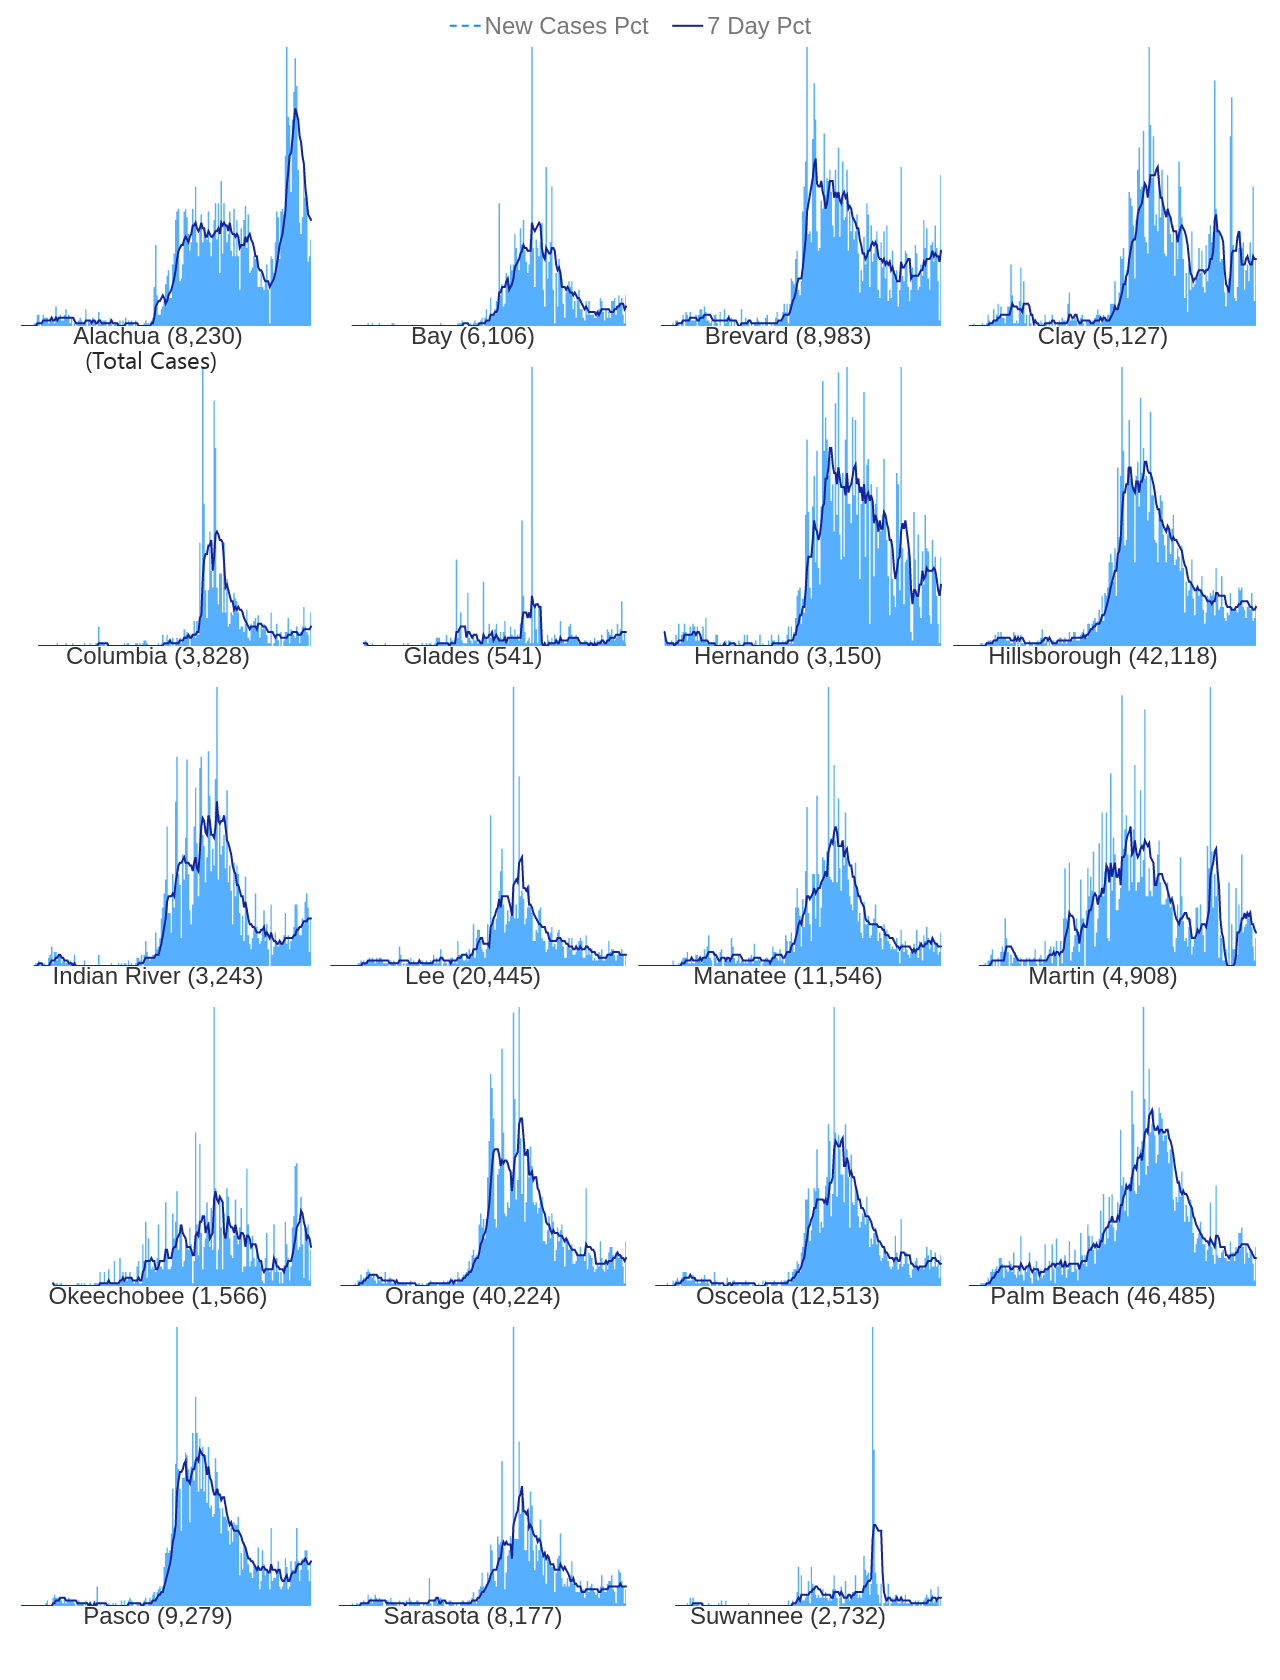 New Cases Pct 7 Day Pct
Alachua (8,230) Bay (6,106) Brevard (8,983) Clay (5,127)
(Total Cases)
Columbia (3,828) Glades (541) Hernando (3,150) Hillsborough (42,118)
Indian River (3,243) Lee (20,445) Manatee (11,546) Martin (4,908)
Okeechobee (1,566) Orange (40,224) Osceola (12,513) Palm Beach (46,485)
Pasco (9,279) Sarasota (8,177) Suwannee (2,732)